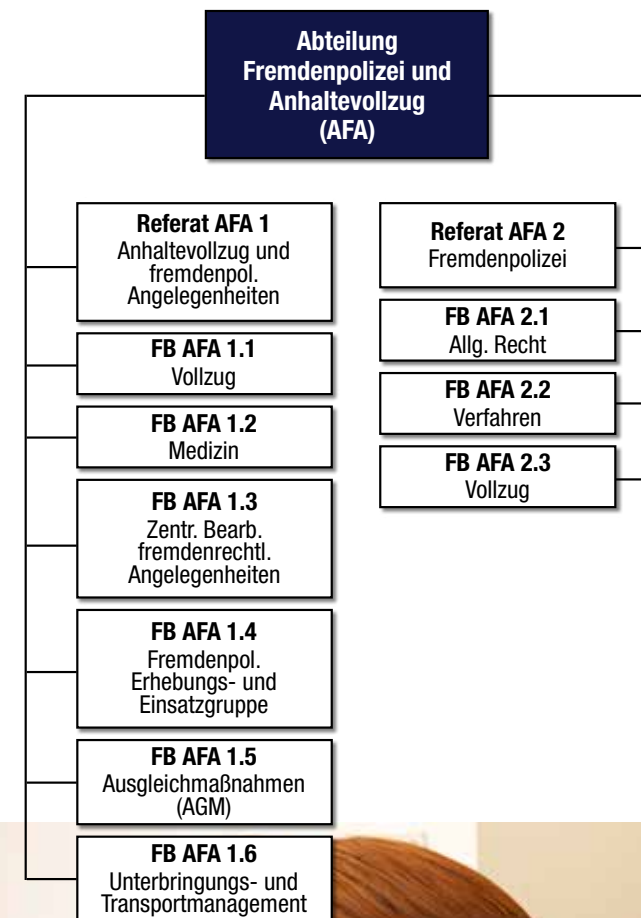 Abteilung
Fremdenpolizei und
Anhaltevollzug
(AFA)
Referat AFA 1
Anhaltevollzug und
fremdenpol.
Angelegenheiten
FB AFA 1.1
Vollzug
FB AFA 1.2
Medizin
FB AFA 1.3
Zentr. Bearb.
fremdenrechtl.
Angelegenheiten
FB AFA 1.4
Fremdenpol.
Erhebungs- und
Einsatzgruppe
FB AFA 1.5
Ausgleichmaßnahmen
(AGM)
FB AFA 1.6
Unterbringungs- und
Transportmanagement
Referat AFA 2
Fremdenpolizei
FB AFA 2.1
Allg. Recht
FB AFA 2.2
Verfahren
FB AFA 2.3
Vollzug